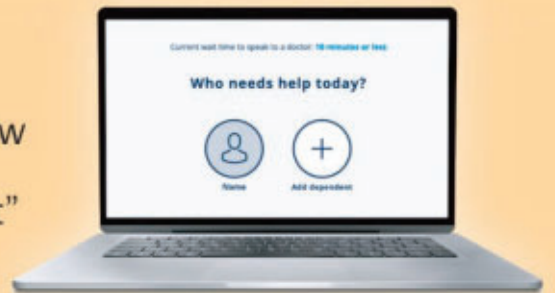 Current wait time to speak to a doctor: 10 minutes or less
Who needs help today?
Name
Add dependent